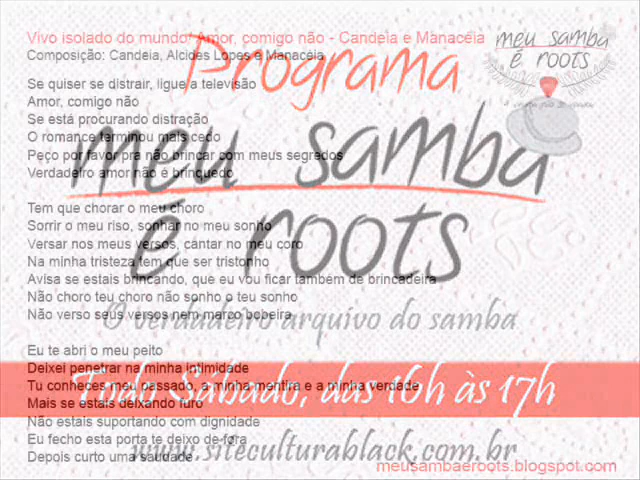 Vivo isolado do mundo/ Amor, comigo não - Candeia e Manacéia
Composição: Candeia, Alcides Lopes e Manacéia
Programa
meu samba
é roots
Se quiser se distrair, ligue a televisão
Amor, comigo não
Se está procurando distração
O romance terminou mais cedo
Peço por favor pra não brincar com meus segredos
Verdadeiro amor não é brinquedo
meu samba
é roots
Tem que chorar o meu choro
Sorrir o meu riso, sonhar no meu sonho
Versar nos meus versos, cantar no meu coro
Na minha tristeza tem que ser tristonho
Avisa se estais brincando, que eu vou ficar também de brincadeira
Não choro teu choro não sonho o teu sonho
Não verso seus versos nem marco bobeira
O verdadeiro arquivo do samba
Eu te abri o meu peito
Deixei penetrar na minha intimidade
Tu conheces meu passado, a minha mentira e a minha verdade
Mais se estais deixando furo
Todo Sábado, das 16h às 17h
Não estais suportando com dignidade
Eu fecho esta porta te deixo de fora
Depois curto uma saudade
www.siteculturablack.com.br
meusambaeroots.blogspot.com